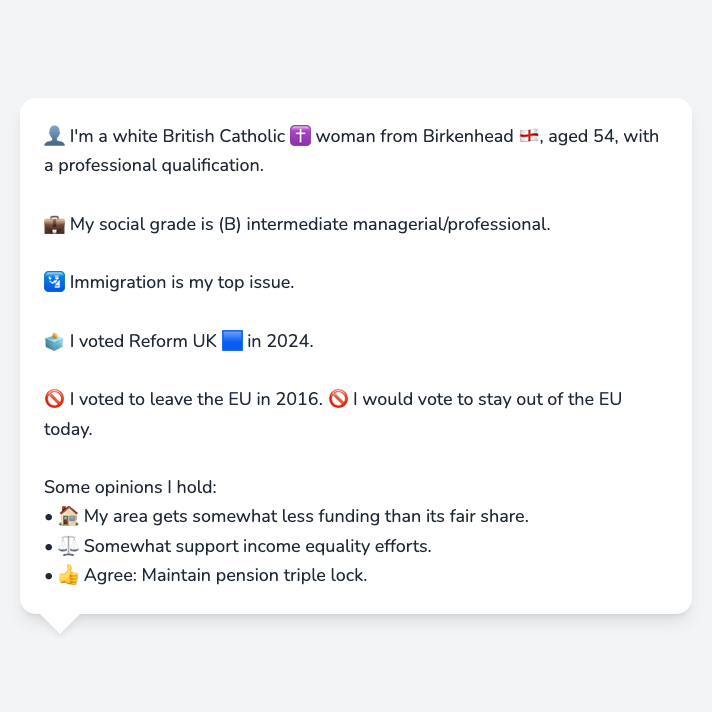 👤 I'm a white British Catholic ✝️ woman from Birkenhead 🏴󠁧󠁢󠁥󠁮󠁧󠁿, aged 54, with
a professional qualification.
💼 My social grade is (B) intermediate managerial/professional.
🛂 Immigration is my top issue.
🗳️ I voted Reform UK 🟦 in 2024.
🚫 I voted to leave the EU in 2016. 🚫 I would vote to stay out of the EU
today.
Some opinions I hold:
• 🏠 My area gets somewhat less funding than its fair share.
• ⚖️ Somewhat support income equality efforts.
• 👍 Agree: Maintain pension triple lock.